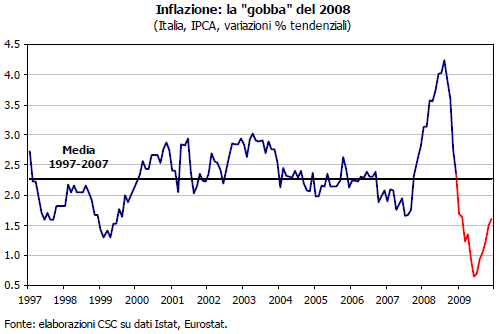 Inflazione: la "gobba" del 2008
(Italia, IPCA, variazioni % tendenziali)
4.5
4.0
3.5
3.0
2.5
2.0
1.5
1.0
0.5
Media
1997-2007
1997 1998 1999 2000 2001 2002 2003 2004 2005 2006 2007 2008 2009
Fonte: elaborazioni CSC su dati Istat, Eurostat.